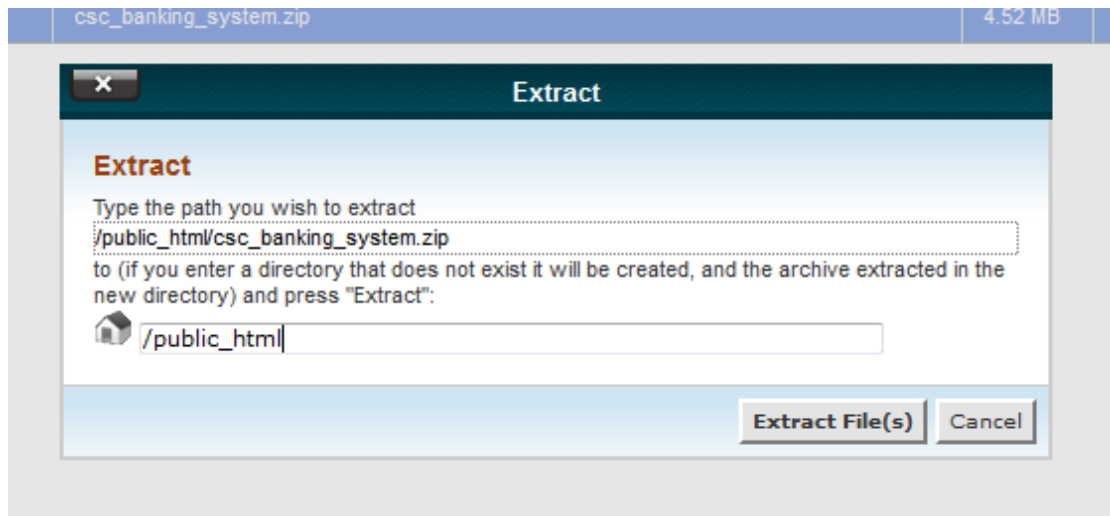 csc_banking_system.zip 4.52 MB
Extract
Extract
Type the path you wish to extract
/public_html/csc_banking_system.zip
to (if you enter a directory that does not exist it will be created, and the archive extracted in the
new directory) and press "Extract":
/public_html
Extract File(s) Cancel